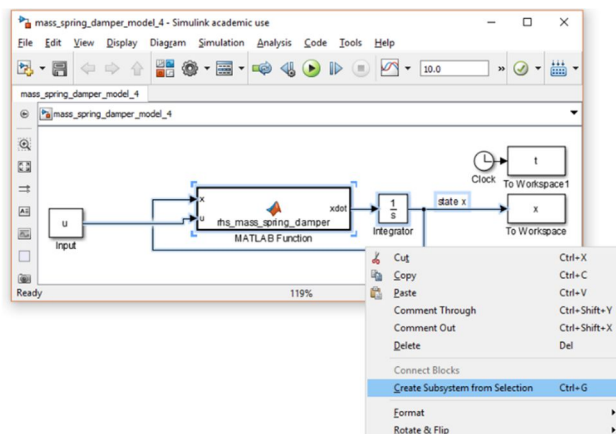 mass_spring_damper_model_4 - Simulink academic use
File Edit View Display Diagram Simulation Analysis Code Tools Help
10.0 »
mass_spring_damper_model_4
mass_spring_damper_model_4
Clock
t
To Workspace1
x
u
rhs_mass_spring_damper
xdot
MATLAB Function
1
s
Integrator
state x
x
To Workspace
u
Input
Ready 119%
Cut Ctrl+X
Copy Ctrl+C
Paste Ctrl+V
Comment Through Ctrl+Shift+Y
Comment Out Ctrl+Shift+X
Delete Del
Connect Blocks
Create Subsystem from Selection Ctrl+G
Format
Rotate & Flip